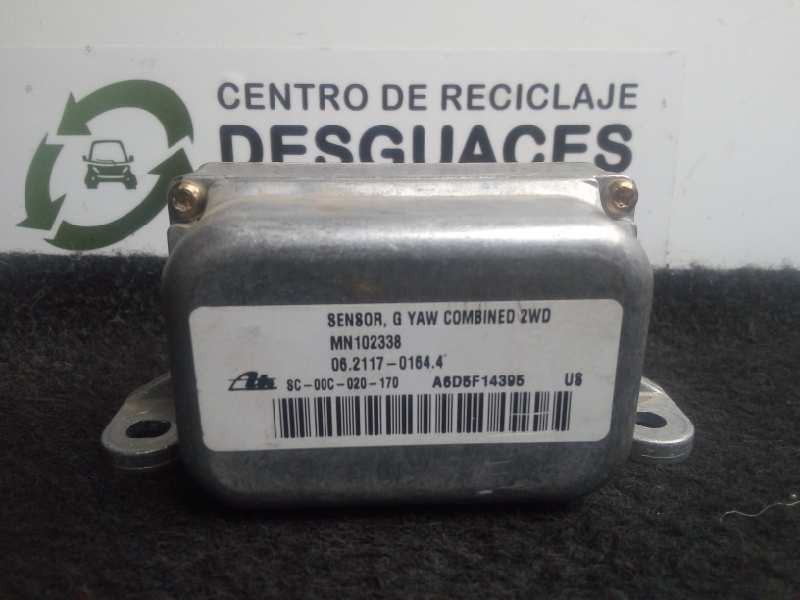 CENTRO DE RECICLAJE
DESGUACES
SENSOR, G YAW COMBINED 2WD
MN102338
06.2117-0164.4
Ate SC-00C-020-170 A6D5F14395 US